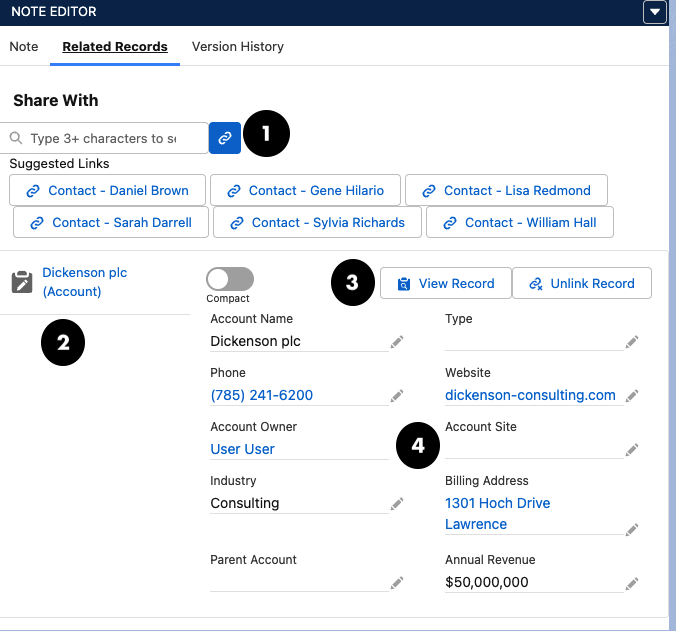 NOTE EDITOR
Note Related Records Version History
Share With
Type 3+ characters to se
1
Suggested Links
Contact - Daniel Brown Contact - Gene Hilario Contact - Lisa Redmond
Contact - Sarah Darrell Contact - Sylvia Richards Contact - William Hall
Dickenson plc
(Account)
2
Compact
3
View Record Unlink Record
Account Name Type
Dickenson plc
Phone Website
(785) 241-6200 dickenson-consulting.com
Account Owner Account Site
User User
4
Industry Billing Address
Consulting 1301 Hoch Drive
Lawrence
Parent Account Annual Revenue
$50,000,000